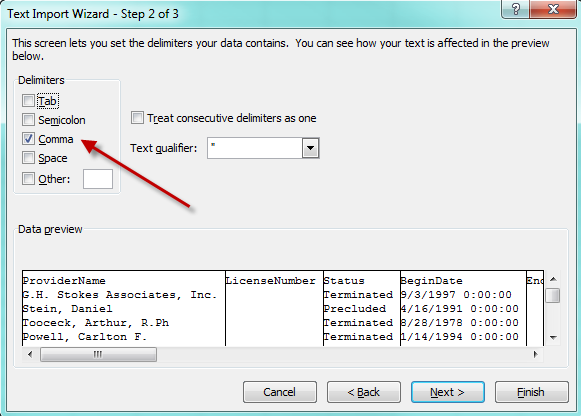 Text Import Wizard - Step 2 of 3
This screen lets you set the delimiters your data contains. You can see how your text is affected in the preview
below.
Delimiters
Tab
Semicolon
Treat consecutive delimiters as one
Comma
Text qualifier: "
Space
Other:
Data preview
ProviderName LicenseNumber Status BeginDate End
G.H. Stokes Associates, Inc. Terminated 9/3/1997 0:00:00
Stein, Daniel Precluded 4/16/1991 0:00:00
Tooceck, Arthur, R.Ph Terminated 8/28/1978 0:00:00
Powell, Carlton F. Terminated 1/14/1994 0:00:00
Cancel < Back Next > Finish